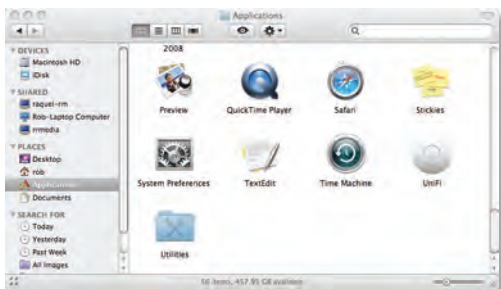 Applications
DEVICES
Macintosh HD
iDisk
SHARED
raquel-rm
Rob-Laptop Computer
rrmedia
PLACES
Desktop
rob
Applications
Documents
SEARCH FOR
Today
Yesterday
Past Week
All Images
2008
Preview
QuickTime Player
Safari
Stickies
System Preferences
TextEdit
Time Machine
UniFi
Utilities
56 items, 457.95 GB available